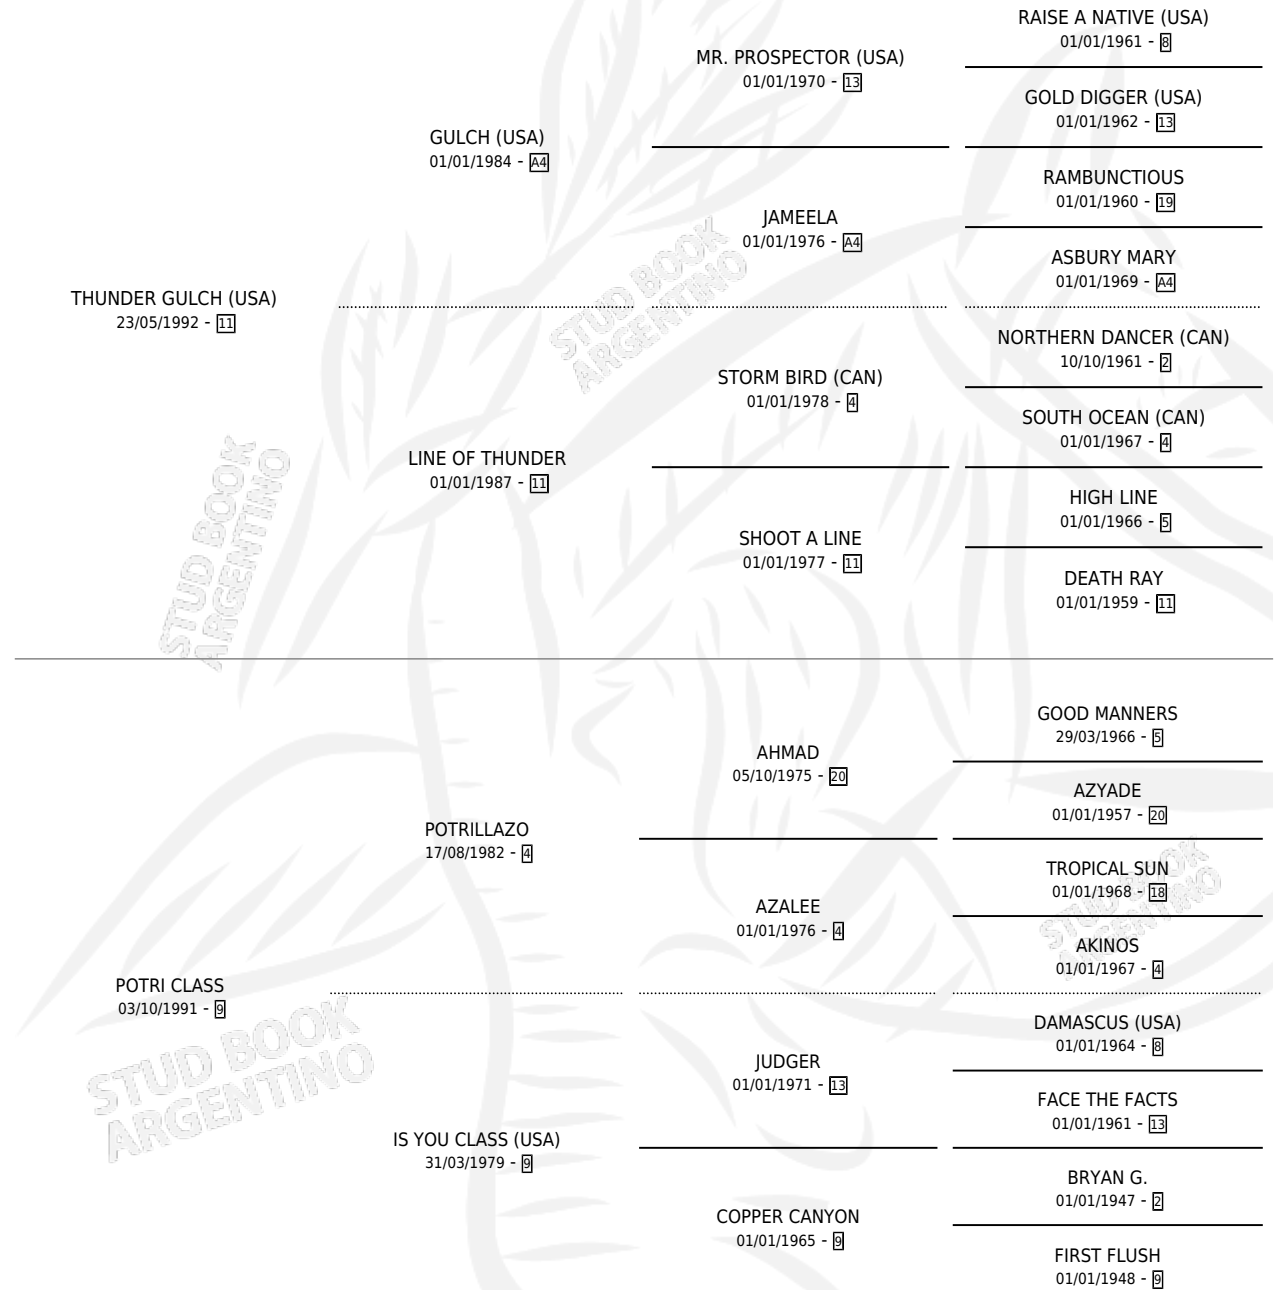 RAISE A NATIVE (USA)
01/01/1961 - 8
MR. PROSPECTOR (USA)
01/01/1970 - 13
GOLD DIGGER (USA)
01/01/1962 - 13
GULCH (USA)
01/01/1984 - A4
RAMBUNCTIOUS
01/01/1960 - 19
JAMEELA
01/01/1976 - A4
ASBURY MARY
01/01/1969 - A4
THUNDER GULCH (USA)
23/05/1992 - 11
NORTHERN DANCER (CAN)
10/10/1961 - 2
STORM BIRD (CAN)
01/01/1978 - 4
SOUTH OCEAN (CAN)
01/01/1967 - 4
LINE OF THUNDER
01/01/1987 - 11
HIGH LINE
01/01/1966 - 5
SHOOT A LINE
01/01/1977 - 11
DEATH RAY
01/01/1959 - 11
STUD BOOK
ARGENTINO
STUD BOOK
ARGENTINO
GOOD MANNERS
29/03/1966 - 5
AHMAD
05/10/1975 - 20
AZYADE
01/01/1957 - 20
POTRILLAZO
17/08/1982 - 4
TROPICAL SUN
01/01/1968 - 18
AZALEE
01/01/1976 - 4
AKINOS
01/01/1967 - 4
POTRI CLASS
03/10/1991 - 9
DAMASCUS (USA)
01/01/1964 - 8
JUDGER
01/01/1971 - 13
FACE THE FACTS
01/01/1961 - 13
IS YOU CLASS (USA)
31/03/1979 - 9
BRYAN G.
01/01/1947 - 2
COPPER CANYON
01/01/1965 - 9
FIRST FLUSH
01/01/1948 - 9
STUD BOOK
ARGENTINO
STUD BOOK
ARGENTINO